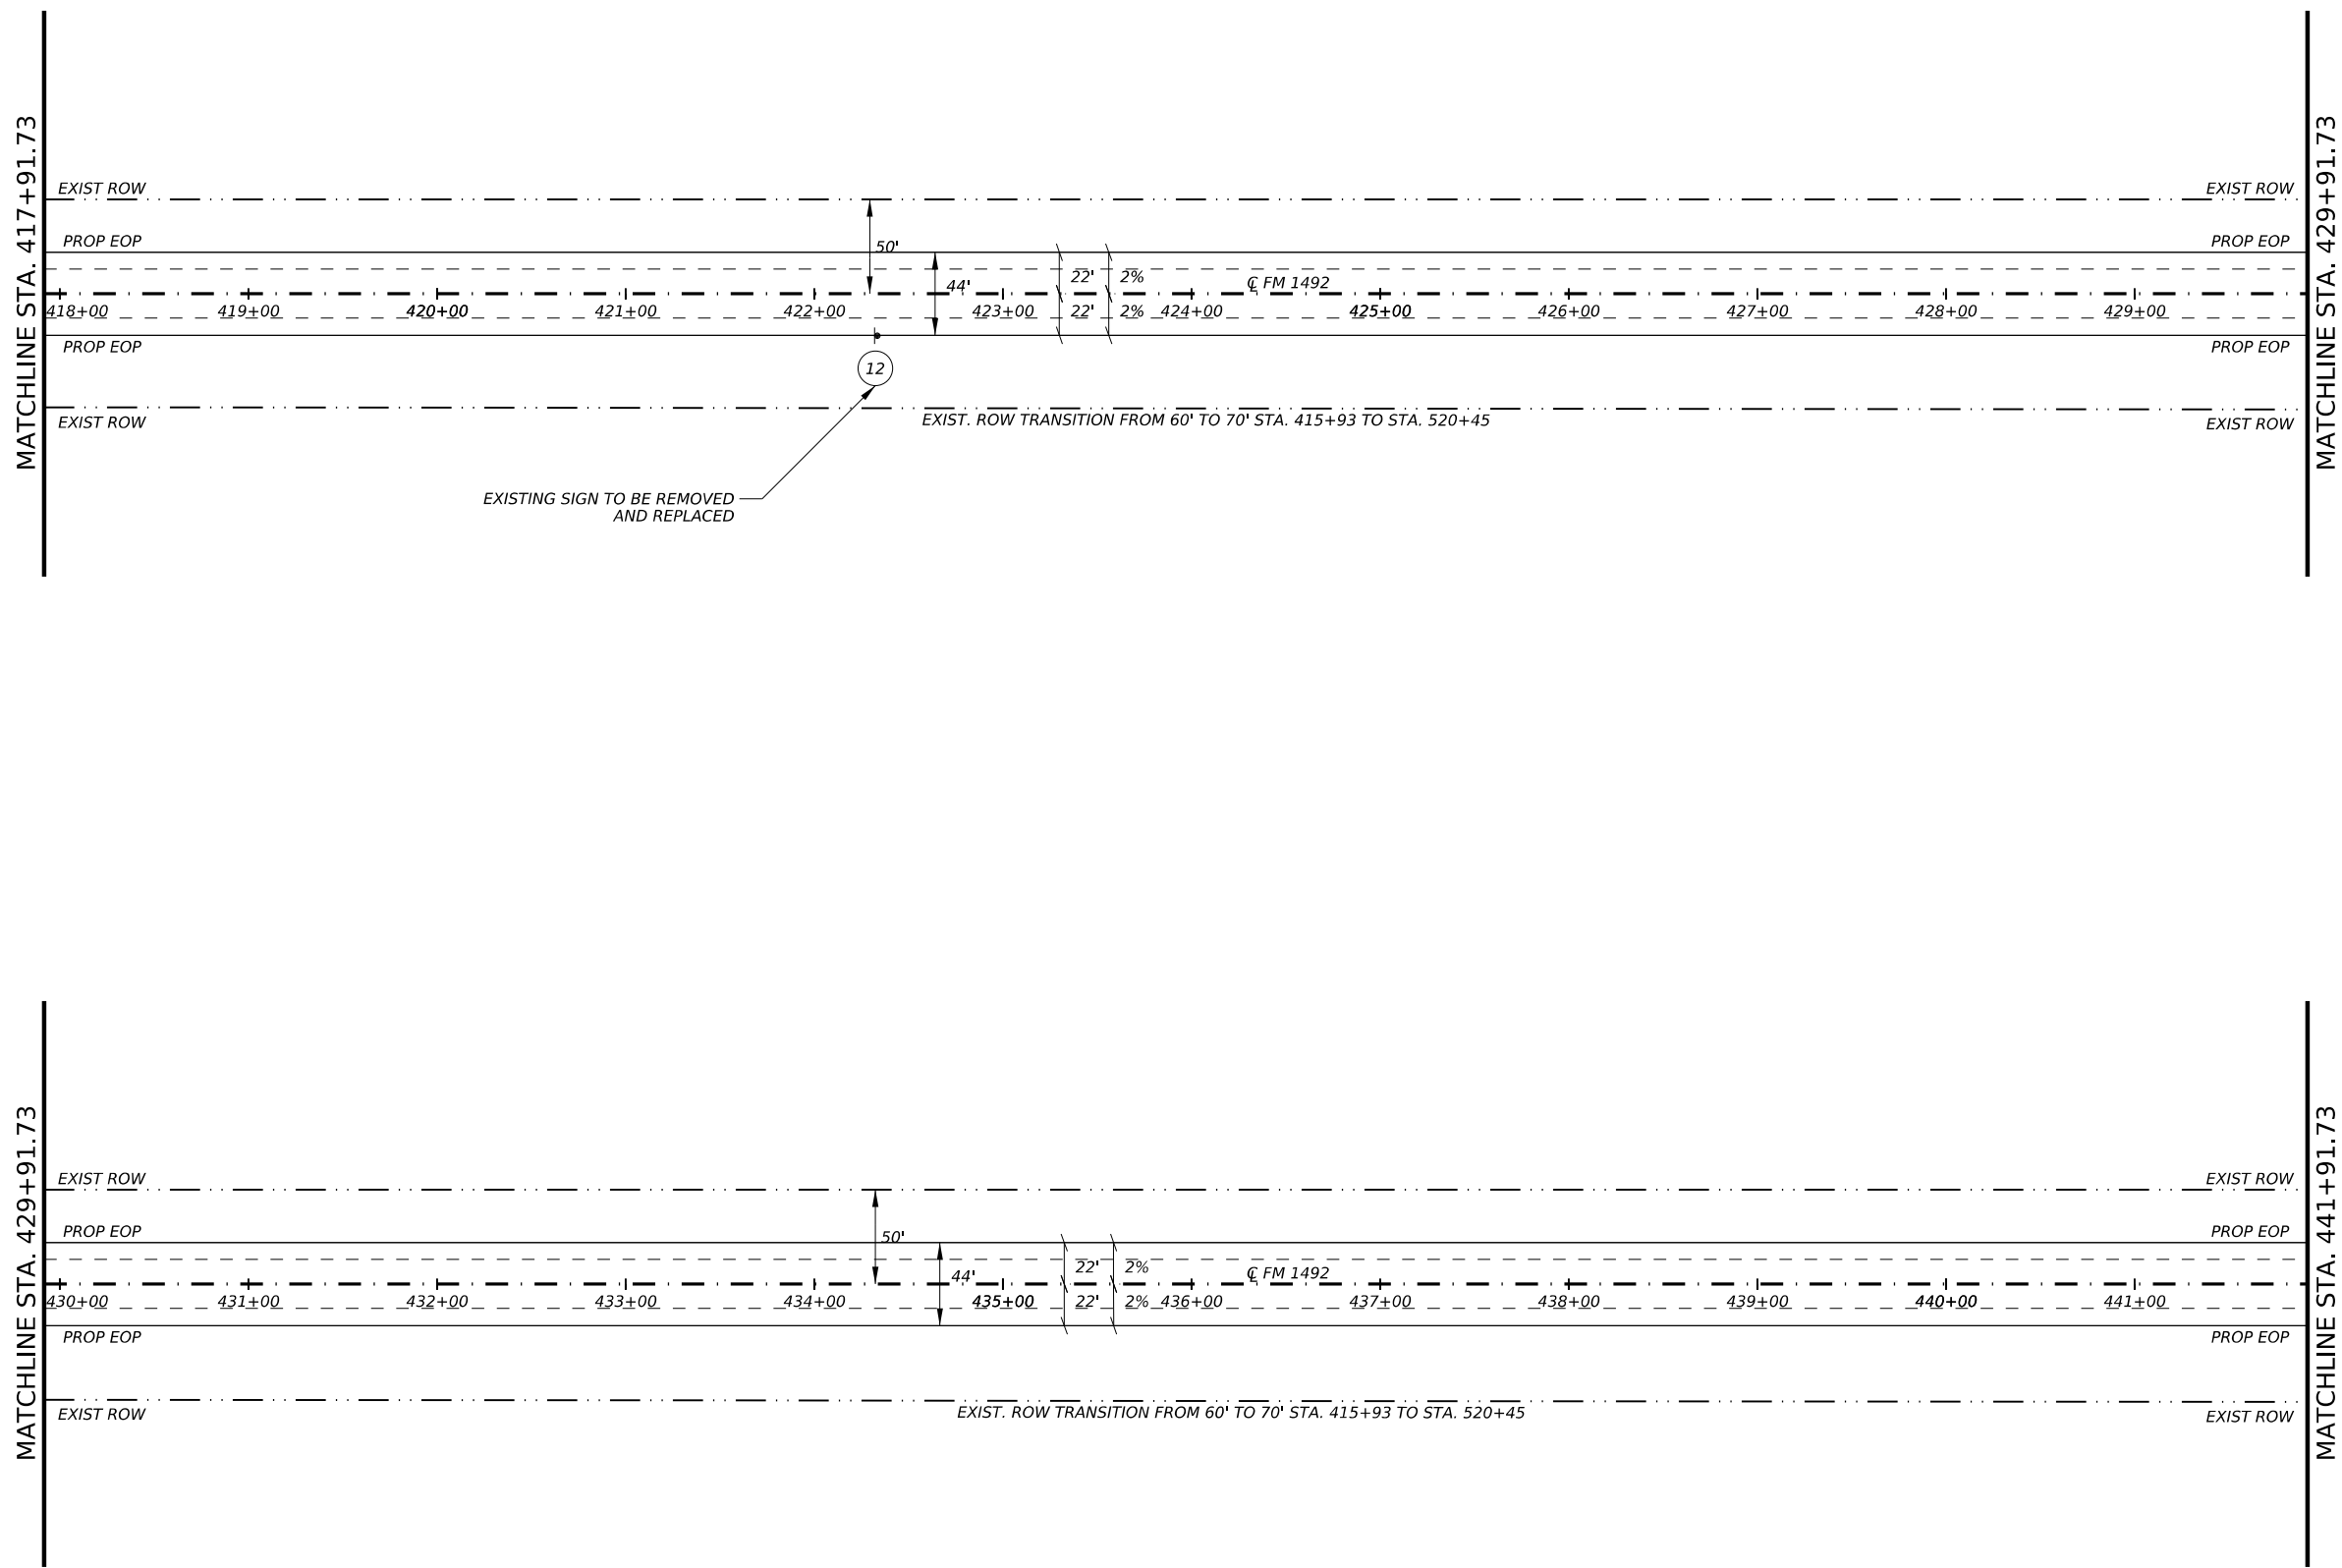 MATCHLINE STA. 417+91.73
MATCHLINE STA. 429+91.73
EXIST ROW
EXIST ROW
PROP EOP
50'
PROP EOP
44'
22'
2%
℄ FM 1492
418+00
419+00
420+00
421+00
422+00
423+00
22'
2%
424+00
425+00
426+00
427+00
428+00
429+00
PROP EOP
PROP EOP
12
EXIST ROW
EXIST. ROW TRANSITION FROM 60' TO 70' STA. 415+93 TO STA. 520+45
EXIST ROW
EXISTING SIGN TO BE REMOVED
AND REPLACED
MATCHLINE STA. 429+91.73
MATCHLINE STA. 441+91.73
EXIST ROW
EXIST ROW
PROP EOP
50'
PROP EOP
44'
22'
2%
℄ FM 1492
430+00
431+00
432+00
433+00
434+00
435+00
22'
2%
436+00
437+00
438+00
439+00
440+00
441+00
PROP EOP
PROP EOP
EXIST ROW
EXIST. ROW TRANSITION FROM 60' TO 70' STA. 415+93 TO STA. 520+45
EXIST ROW